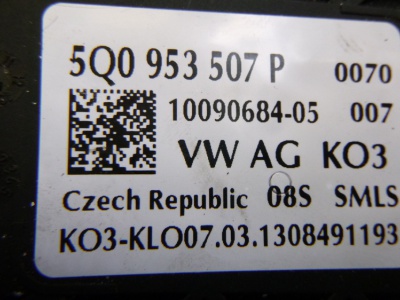 5Q0 953 507 P 0070
10090684-05 007
VW AG KO3
Czech Republic 08S SMLS
KO3-KLO07.03.1308491193